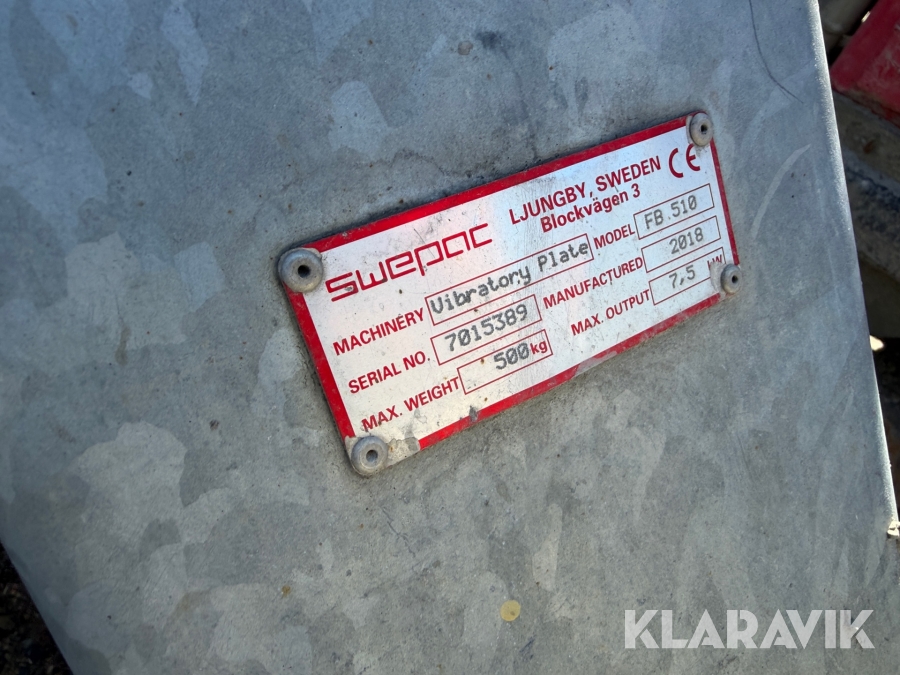 swepac
LJUNGBY, SWEDEN
Blockvägen 3
CE
MACHINERY Vibratory Plate MODEL FB 510
SERIAL NO. 7015389 MANUFACTURED 2018
MAX. WEIGHT 500kg MAX. OUTPUT 7,5 kW
KLARAVIK